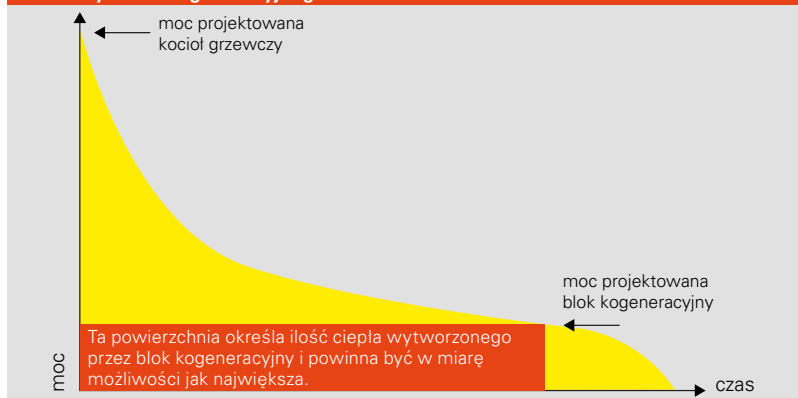 moc projektowana
kocioł grzewczy
moc projektowana
blok kogeneracyjny
Ta powierzchnia określa ilość ciepła wytworzonego
przez blok kogeneracyjny i powinna być w miarę
możliwości jak największa.
moc
czas